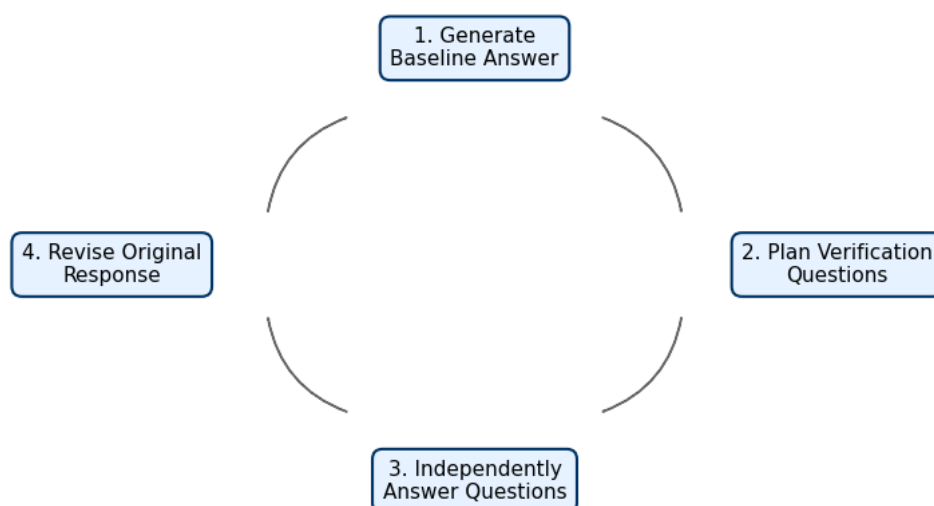 1. Generate
Baseline Answer
2. Plan Verification
Questions
3. Independently
Answer Questions
4. Revise Original
Response